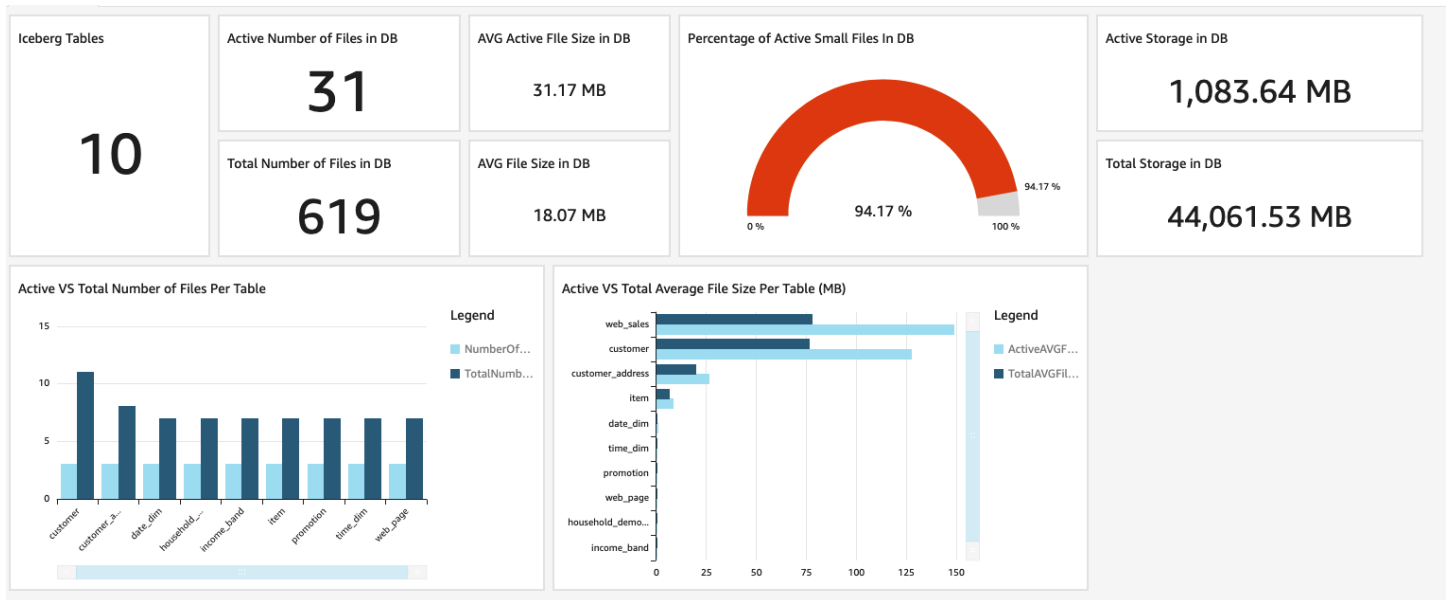 Iceberg Tables
10
Active Number of Files in DB
31
Total Number of Files in DB
619
AVG Active FIle Size in DB
31.17 MB
AVG File Size in DB
18.07 MB
Percentage of Active Small Files In DB
94.17 %
94.17 %
0 %
100 %
Active Storage in DB
1,083.64 MB
Total Storage in DB
44,061.53 MB
Active VS Total Number of Files Per Table
15
10
5
0
customer
customer_a...
date_dim
household_...
income_band
item
promotion
time_dim
web_page
Legend
NumberOf...
TotalNumb...
Active VS Total Average File Size Per Table (MB)
web_sales
customer
customer_address
item
date_dim
time_dim
promotion
web_page
household_demo...
income_band
0 25 50 75 100 125 150
Legend
ActiveAVGF...
TotalAVGFil...